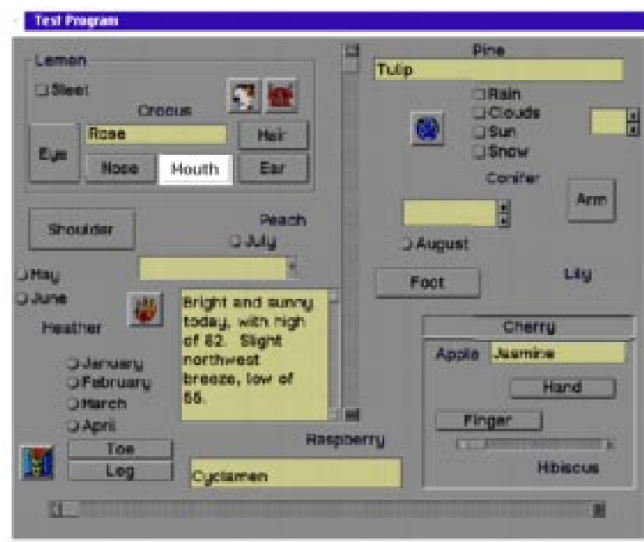 Test Program
Lemon
Sleet
Crocus
Rose
Hair
Eye
Nose
Mouth
Ear
Shoulder
Peach
July
May
June
Heather
Bright and sunny
today, with high
of 82. Slight
northwest
breeze, low of
55.
January
February
March
April
Toe
Leg
Raspberry
Cyclamen
Pine
Tulip
Rain
Clouds
Sun
Snow
Conifer
Arm
August
Foot
Lily
Cherry
Apple
Jasmine
Hand
Finger
Hibiscus